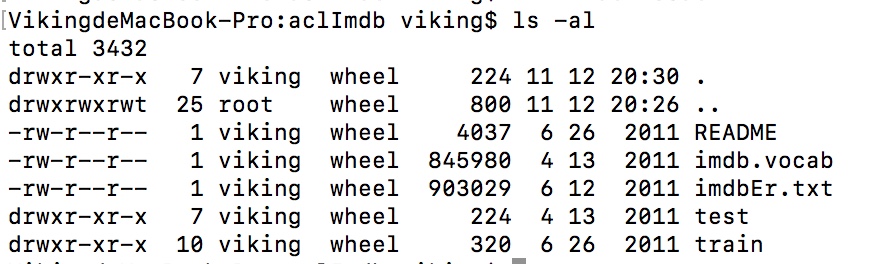 [VikingdeMacBook-Pro:aclImdb viking$ ls -al
total 3432
drwxr-xr-x   7 viking  wheel     224 11 12 20:30 .
drwxrwxrwt  25 root    wheel     800 11 12 20:26 ..
-rw-r--r--   1 viking  wheel    4037  6 26  2011 README
-rw-r--r--   1 viking  wheel  845980  4 13  2011 imdb.vocab
-rw-r--r--   1 viking  wheel  903029  6 12  2011 imdbEr.txt
drwxr-xr-x   7 viking  wheel     224  4 13  2011 test
drwxr-xr-x  10 viking  wheel     320  6 26  2011 train